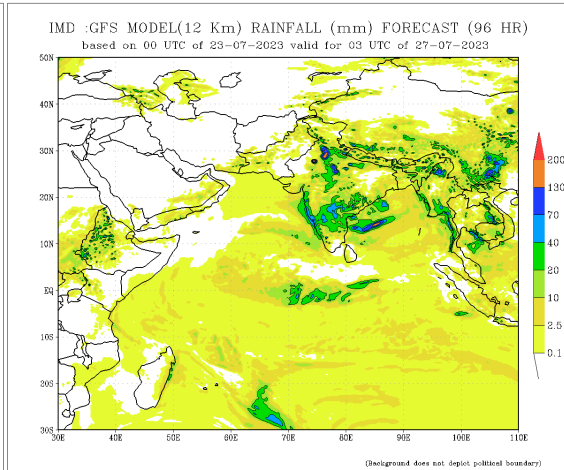 IMD :GFS MODEL(12 Km) RAINFALL (mm) FORECAST (96 HR)
based on 00 UTC of 23-07-2023 valid for 03 UTC of 27-07-2023
50N
40N
30N
20N
10N
EQ
10S
20S
30S
30E 40E 50E 60E 70E 80E 90E 100E 110E
200
130
70
40
20
10
2.5
0.1
(Background does not depict political boundary)